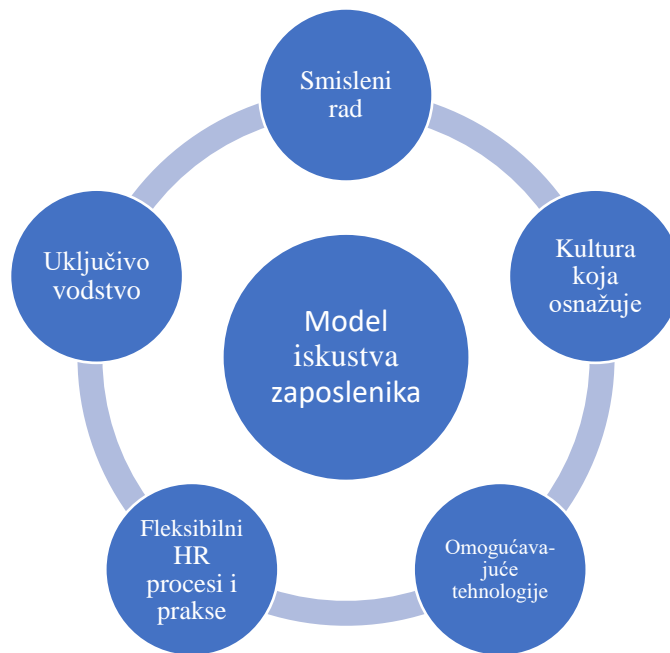 Smisleni
rad
Kultura
koja
osnažuje
Omogućava-
juće
tehnologije
Fleksibilni
HR
procesi i
prakse
Uključivo
vodstvo
Model
iskustva
zaposlenika